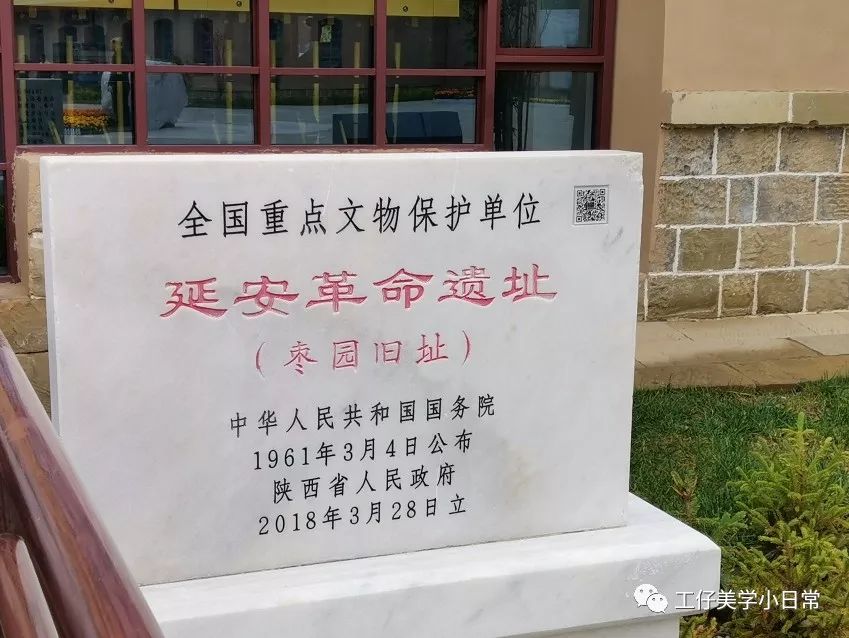 全国重点文物保护单位
延安革命遗址
（枣园旧址）
中华人民共和国国务院
1961年3月4日公布
陕西省人民政府
2018年3月28日立
工仔美学小日常